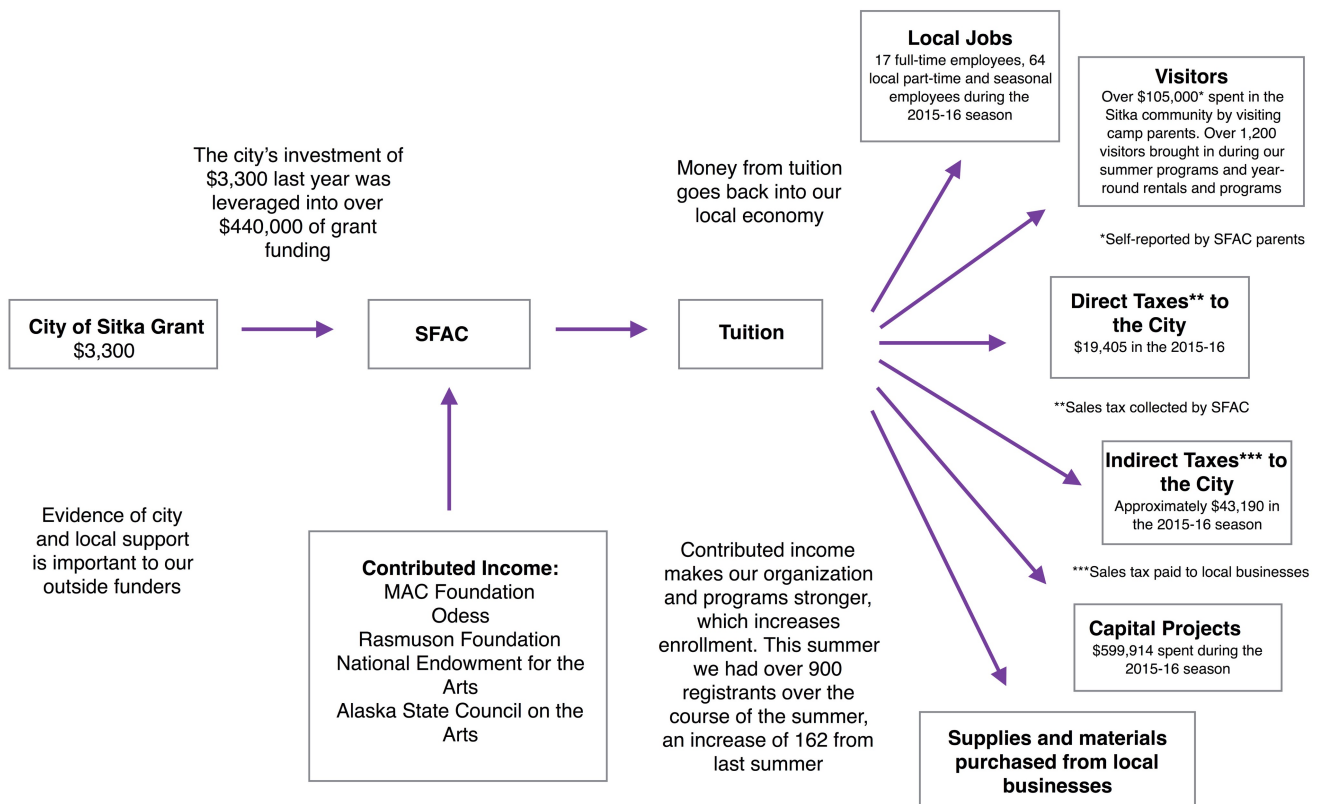 The city’s investment of
$3,300 last year was
leveraged into over
$440,000 of grant
funding
City of Sitka Grant
$3,300
Evidence of city
and local support
is important to our
outside funders
SFAC
Contributed Income:
MAC Foundation
Odess
Rasmuson Foundation
National Endowment for the
Arts
Alaska State Council on the
Arts
Money from tuition
goes back into our
local economy
Tuition
Contributed income
makes our organization
and programs stronger,
which increases
enrollment. This summer
we had over 900
registrants over the
course of the summer,
an increase of 162 from
last summer
Local Jobs
17 full-time employees, 64
local part-time and seasonal
employees during the
2015-16 season
Visitors
Over $105,000* spent in the
Sitka community by visiting
camp parents. Over 1,200
visitors brought in during our
summer programs and year-
round rentals and programs
*Self-reported by SFAC parents
Direct Taxes** to
the City
$19,405 in the 2015-16
**Sales tax collected by SFAC
Indirect Taxes*** to
the City
Approximately $43,190 in
the 2015-16 season
***Sales tax paid to local businesses
Capital Projects
$599,914 spent during the
2015-16 season
Supplies and materials
purchased from local
businesses